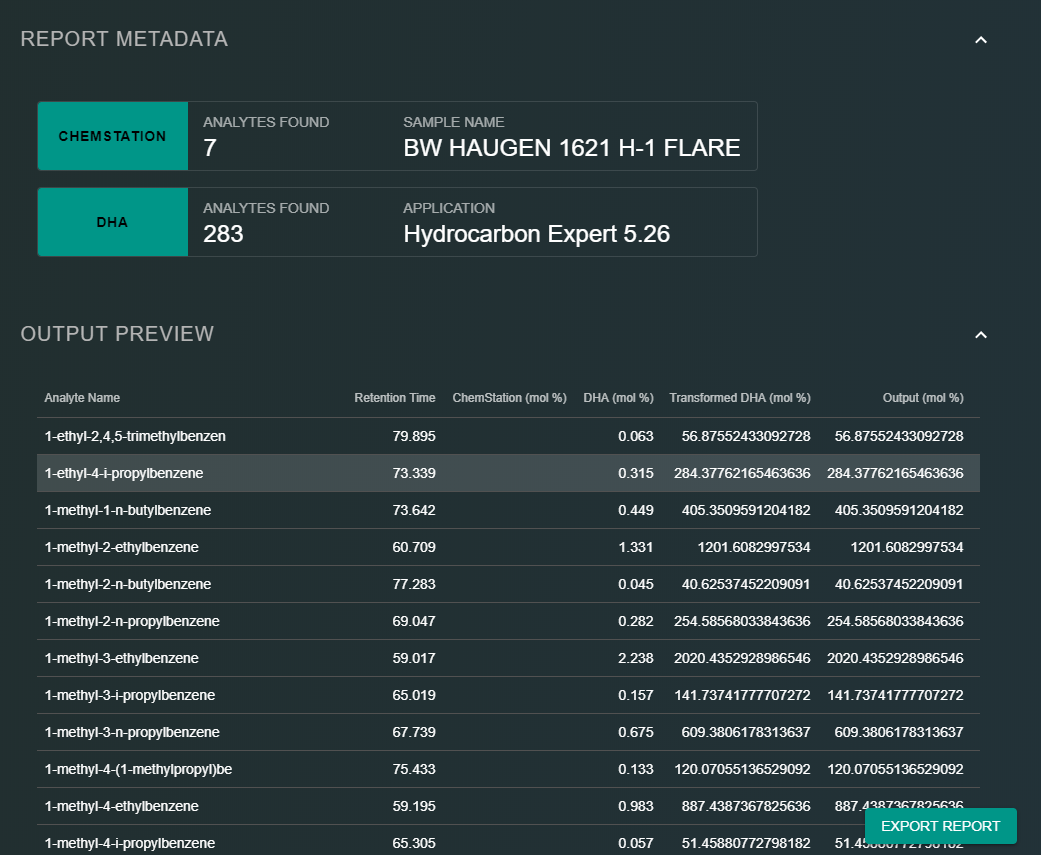 REPORT METADATA
CHEMSTATION
ANALYTES FOUND
7
SAMPLE NAME
BW HAUGEN 1621 H-1 FLARE
DHA
ANALYTES FOUND
283
APPLICATION
Hydrocarbon Expert 5.26
OUTPUT PREVIEW
Analyte Name Retention Time ChemStation (mol %) DHA (mol %) Transformed DHA (mol %) Output (mol %)
1-ethyl-2,4,5-trimethylbenzen 79.895 0.063 56.87552433092728 56.87552433092728
1-ethyl-4-i-propylbenzene 73.339 0.315 284.37762165463636 284.37762165463636
1-methyl-1-n-butylbenzene 73.642 0.449 405.3509591204182 405.3509591204182
1-methyl-2-ethylbenzene 60.709 1.331 1201.6082997534 1201.6082997534
1-methyl-2-n-butylbenzene 77.283 0.045 40.62537452209091 40.62537452209091
1-methyl-2-n-propylbenzene 69.047 0.282 254.58568033843636 254.58568033843636
1-methyl-3-ethylbenzene 59.017 2.238 2020.4352928986546 2020.4352928986546
1-methyl-3-i-propylbenzene 65.019 0.157 141.73741777707272 141.73741777707272
1-methyl-3-n-propylbenzene 67.739 0.675 609.3806178313637 609.3806178313637
1-methyl-4-(1-methylpropyl)be 75.433 0.133 120.07055136529092 120.07055136529092
1-methyl-4-ethylbenzene 59.195 0.983 887.4387367825636 887.4387367825636
1-methyl-4-i-propylbenzene 65.305 0.057 51.45880772798182
EXPORT REPORT